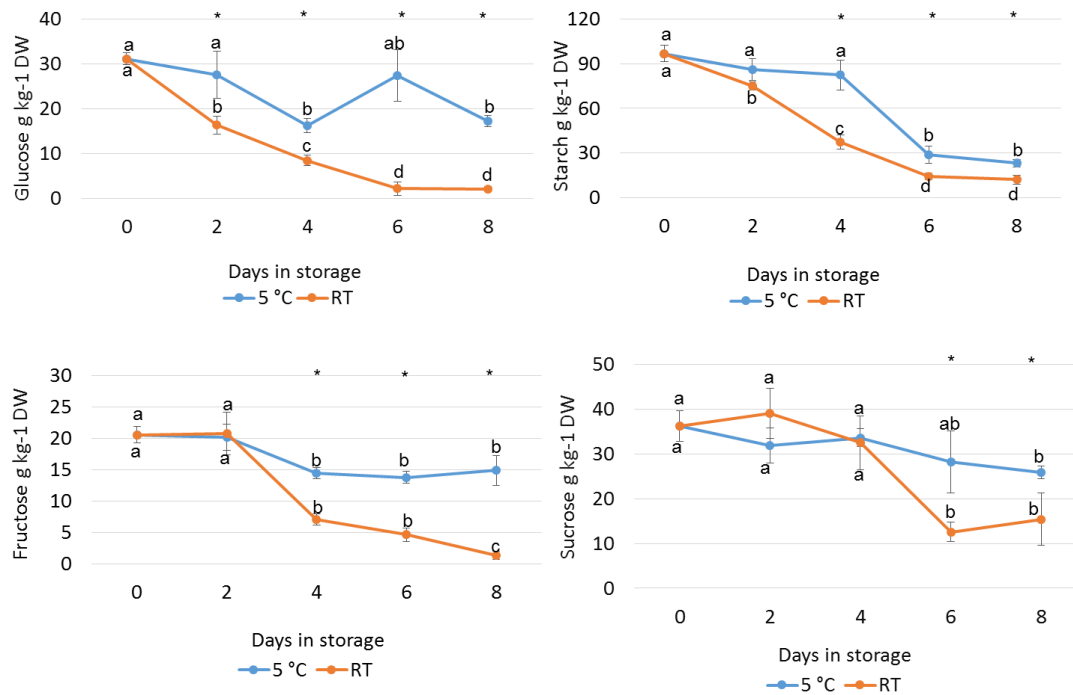 Glucose g kg-1 DW
40
30
20
10
0
* * * *
a a b ab b
a b c d d
0 2 4 6 8
Days in storage
5 °C RT
Starch g kg-1 DW
120
90
60
30
0
* * *
a a a b b
a b c d d
0 2 4 6 8
Days in storage
5 °C RT
Fructose g kg-1 DW
30
25
20
15
10
5
0
* * *
a a b b b
a a b b c
0 2 4 6 8
Days in storage
5 °C RT
Sucrose g kg-1 DW
50
40
30
20
10
0
* *
a a a ab b
a a a b b
0 2 4 6 8
Days in storage
5 °C RT